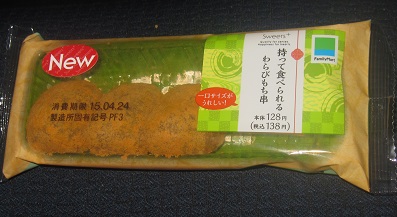 New
消費期限 15.04.24
製造所固有記号 PF3
Sweets+
持って食べられる
わらびもち串
一口サイズが
うれしい!
本体128円
(税込138円)
FamilyMart